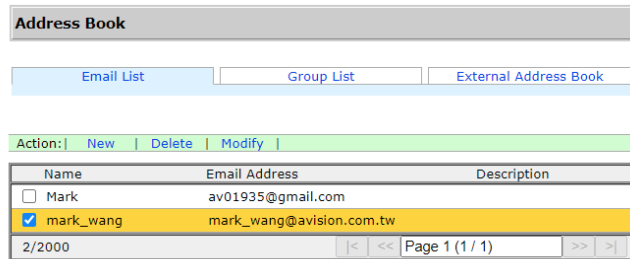 Address Book
Email List Group List External Address Book
Action:| New | Delete | Modify |
Name Email Address Description
Mark av01935@gmail.com
mark_wang mark_wang@avision.com.tw
2/2000 |< << Page 1 (1 / 1) >> >|